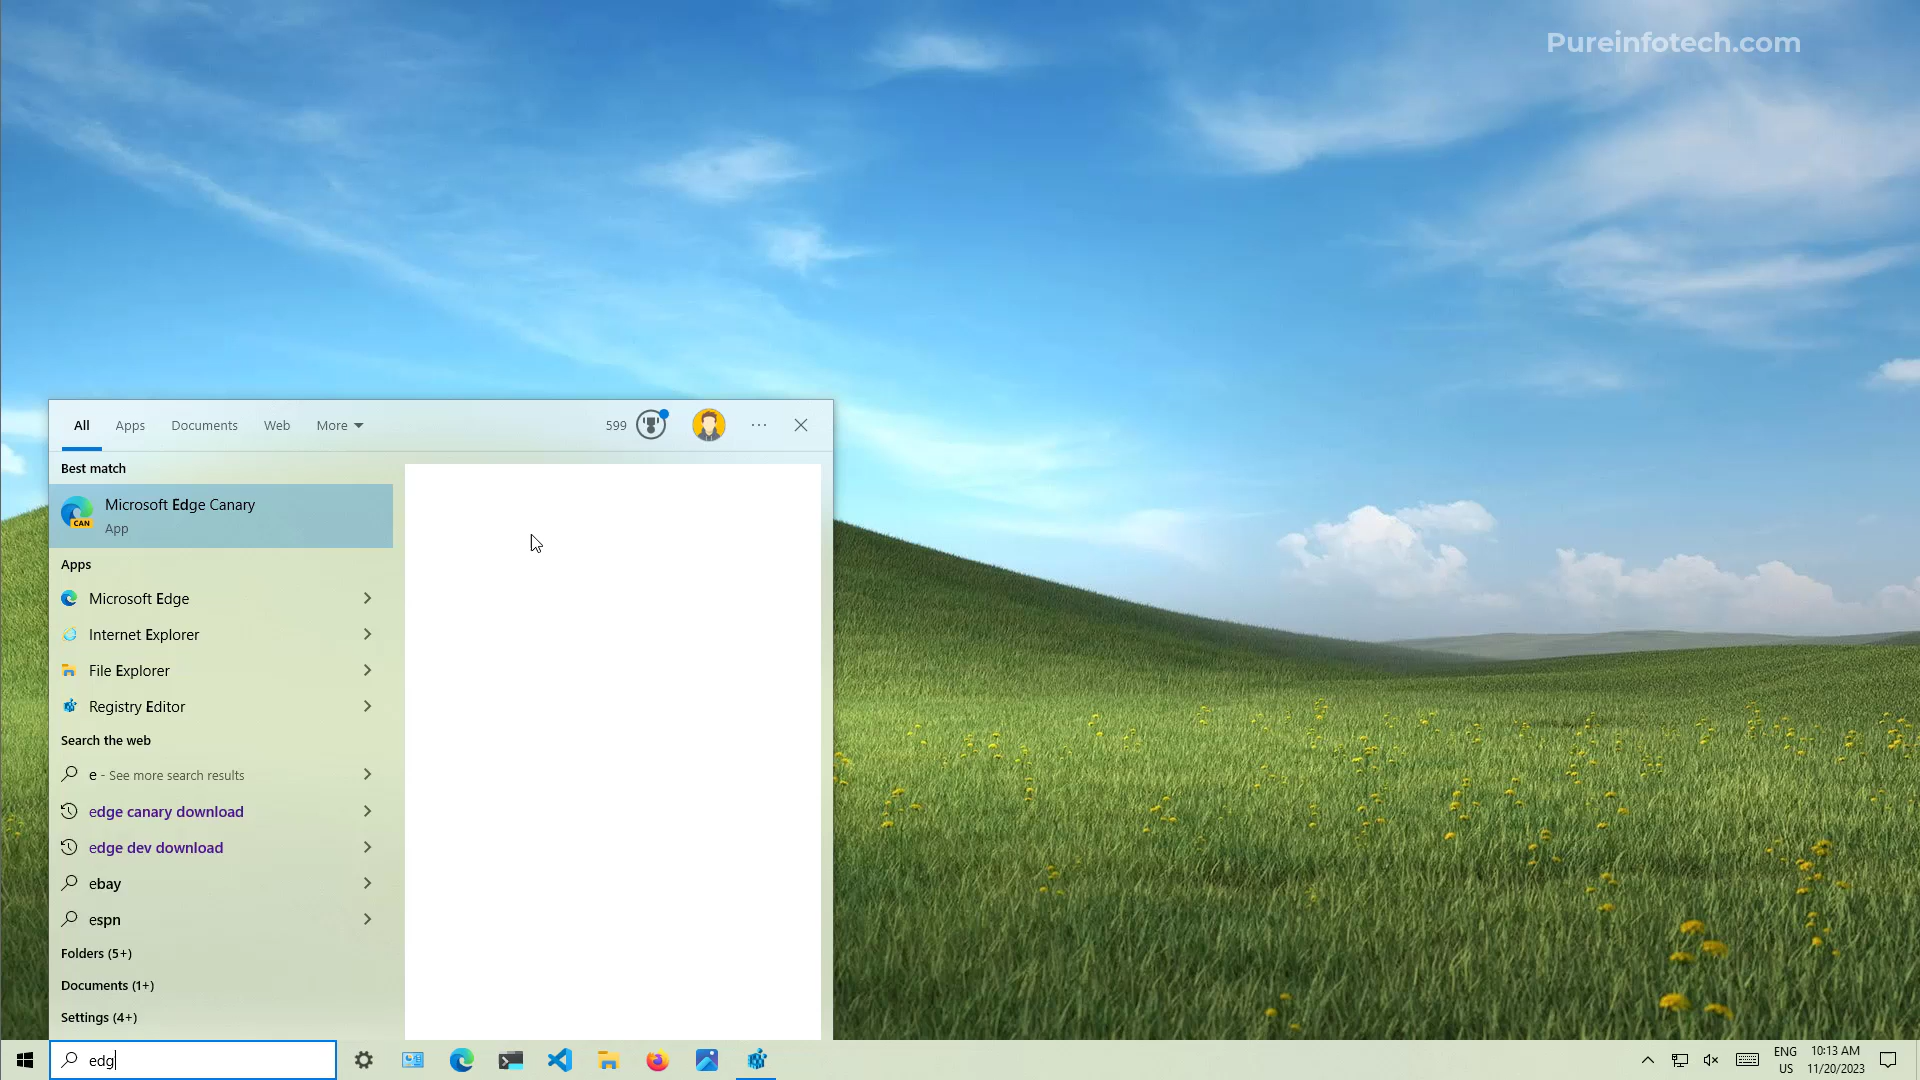 Pureinfotech.com
All Apps Documents Web More 599
Best match
Microsoft Edge Canary
CAN
App
Apps
Microsoft Edge
Internet Explorer
File Explorer
Registry Editor
Search the web
e - See more search results
edge canary download
edge dev download
ebay
espn
Folders (5+)
Documents (1+)
Settings (4+)
edg
ENG
US
10:13 AM
11/20/2023